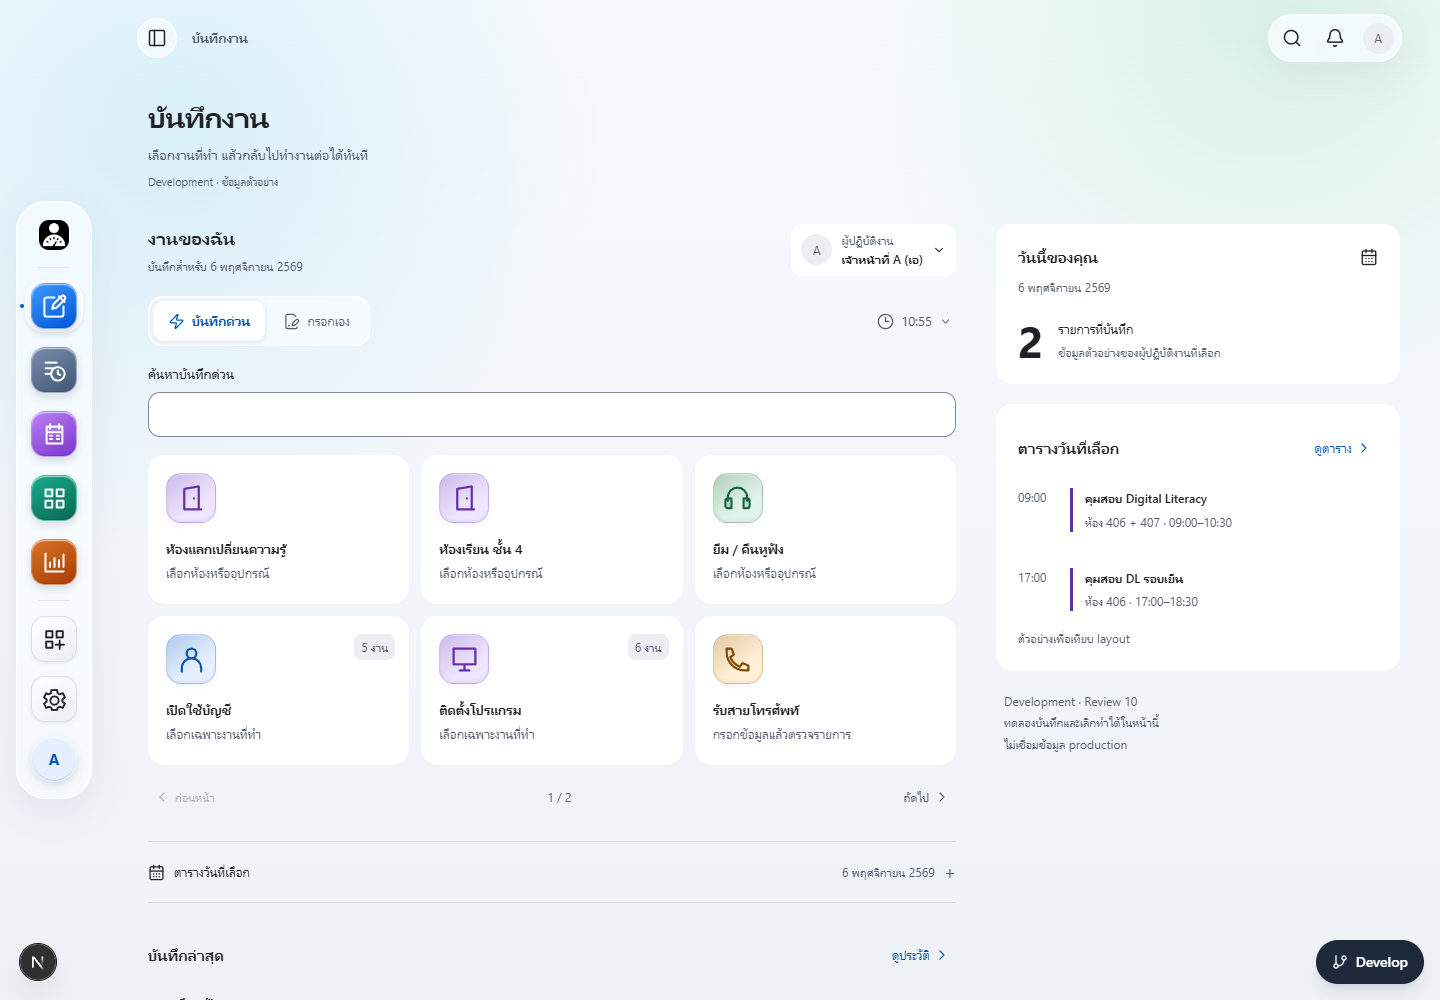 บันทึกงาน
A
บันทึกงาน
เลือกงานที่ทำ แล้วกลับไปทำงานต่อได้ทันที
Development · ข้อมูลตัวอย่าง
งานของฉัน
บันทึกสำหรับ 6 พฤศจิกายน 2569
A
ผู้ปฏิบัติงาน
เจ้าหน้าที่ A (เอ)
บันทึกด่วน
กรอกเอง
10:55
ค้นหาบันทึกด่วน
ห้องแลกเปลี่ยนความรู้
เลือกห้องหรืออุปกรณ์
ห้องเรียน ชั้น 4
เลือกห้องหรืออุปกรณ์
ยืม / คืนหูฟัง
เลือกห้องหรืออุปกรณ์
5 งาน
เปิดใช้บัญชี
เลือกเฉพาะงานที่ทำ
6 งาน
ติดตั้งโปรแกรม
เลือกเฉพาะงานที่ทำ
รับสายโทรศัพท์
กรอกข้อมูลแล้วตรวจรายการ
ก่อนหน้า
1 / 2
ถัดไป
ตารางวันที่เลือก
6 พฤศจิกายน 2569
บันทึกล่าสุด
ดูประวัติ
วันนี้ของคุณ
6 พฤศจิกายน 2569
2
รายการที่บันทึก
ข้อมูลตัวอย่างของผู้ปฏิบัติงานที่เลือก
ตารางวันที่เลือก
ดูตาราง
09:00
คุมสอบ Digital Literacy
ห้อง 406 + 407 · 09:00–10:30
17:00
คุมสอบ DL รอบเย็น
ห้อง 406 · 17:00–18:30
ตัวอย่างเพื่อเทียบ layout
Development · Review 10
ทดลองบันทึกและเลิกทำได้ในหน้านี้
ไม่เชื่อมข้อมูล production
A
N
Develop